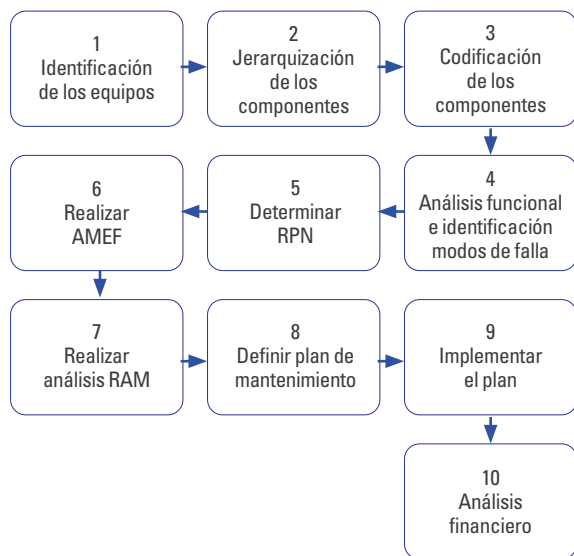 1
Identificación
de los equipos
2
Jerarquización
de los
componentes
3
Codificación
de los
componentes
4
Análisis funcional
e identificación
modos de falla
5
Determinar
RPN
6
Realizar
AMEF
7
Realizar
análisis RAM
8
Definir plan de
mantenimiento
9
Implementar
el plan
10
Análisis
financiero